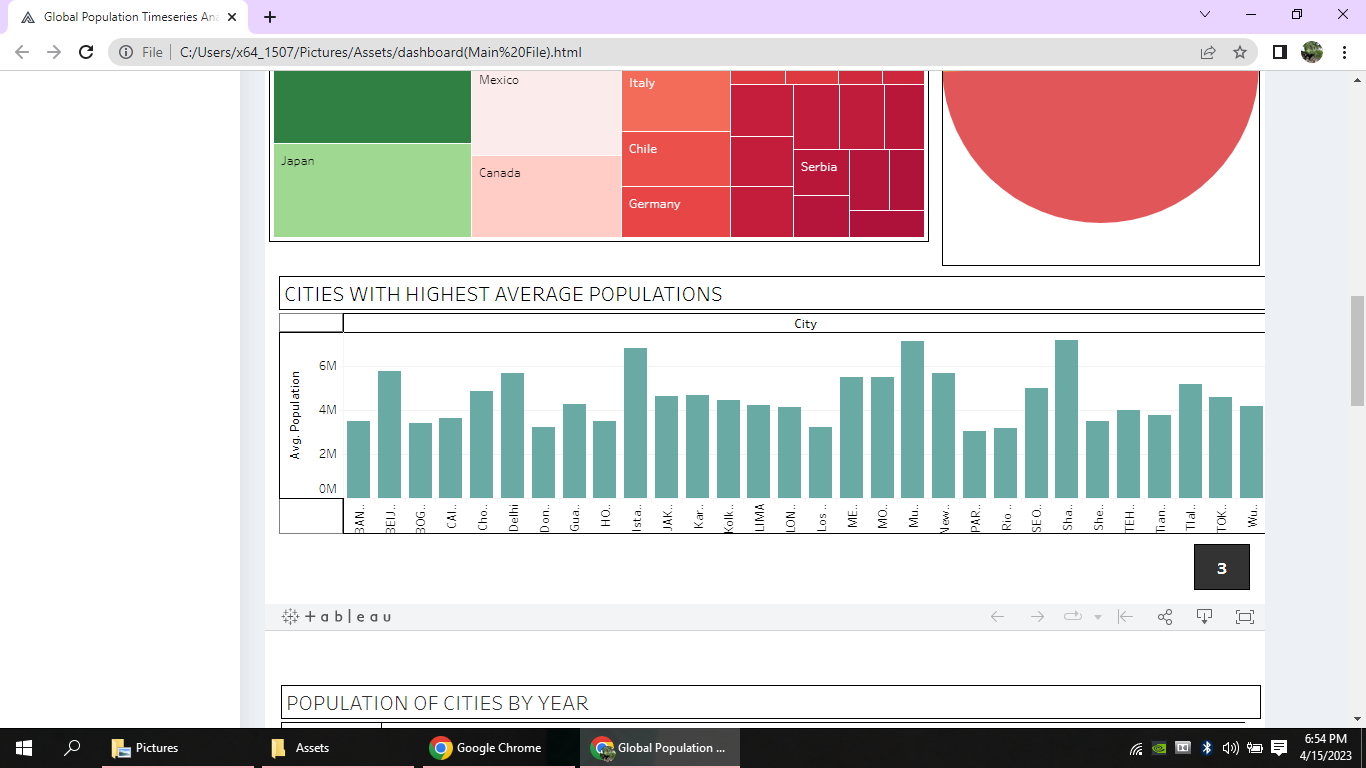 Global Population Timeseries Ana
File
C:/Users/x64_1507/Pictures/Assets/dashboard(Main%20File).html
Mexico
Italy
Japan
Chile
Canada
Serbia
Germany
CITIES WITH HIGHEST AVERAGE POPULATIONS
City
Avg. Population
6M
4M
2M
0M
BAN..
BEIJ..
BOG..
CAI..
Cho..
Delhi
Don..
Gua..
HO..
Ista..
JAK..
Kar..
Kolk..
LIMA
LON..
Los ..
ME..
MO..
Mu..
New..
PAR..
Rio ..
SEO..
Sha..
She..
TEH..
Tian..
Tlal..
TOK..
Wu..
3
+ableau
POPULATION OF CITIES BY YEAR
Pictures
Assets
Google Chrome
Global Population ...
6:54 PM
4/15/2023